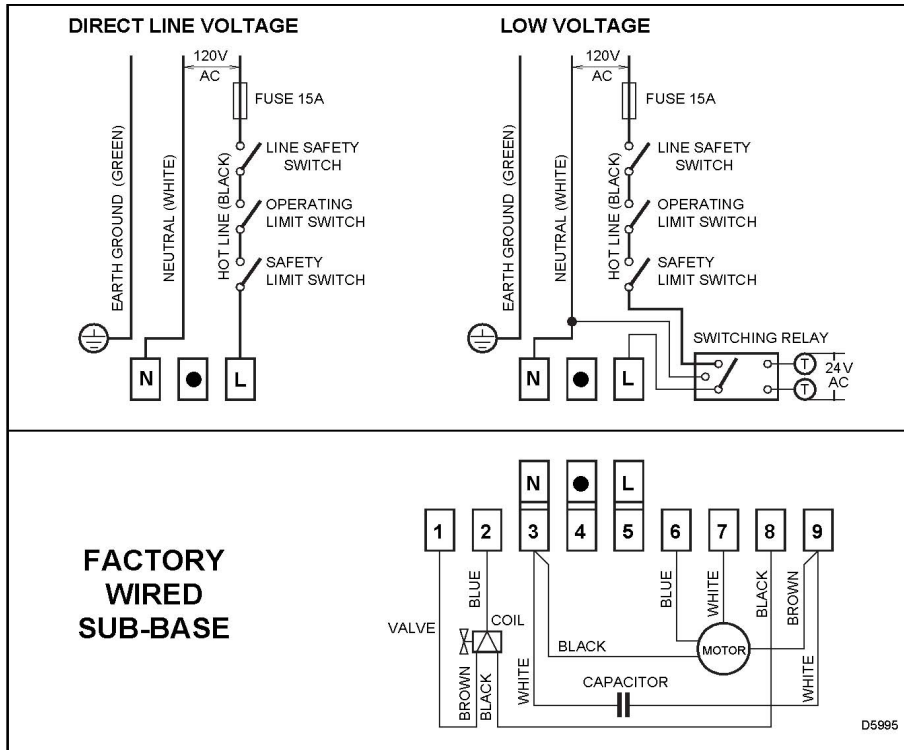 DIRECT LINE VOLTAGE
120V
AC
FUSE 15A
LINE SAFETY
SWITCH
OPERATING
LIMIT SWITCH
SAFETY
LIMIT SWITCH
EARTH GROUND (GREEN)
NEUTRAL (WHITE)
HOT LINE (BLACK)
N
L
LOW VOLTAGE
120V
AC
FUSE 15A
LINE SAFETY
SWITCH
OPERATING
LIMIT SWITCH
SAFETY
LIMIT SWITCH
EARTH GROUND (GREEN)
NEUTRAL (WHITE)
HOT LINE (BLACK)
SWITCHING RELAY
T
T
24V
AC
N
L
FACTORY
WIRED
SUB-BASE
N
L
1 2 3 4 5 6 7 8 9
BLUE
BLUE
WHITE
BLACK
BROWN
VALVE
COIL
BLACK
MOTOR
BROWN
BLACK
WHITE
CAPACITOR
WHITE
D5995